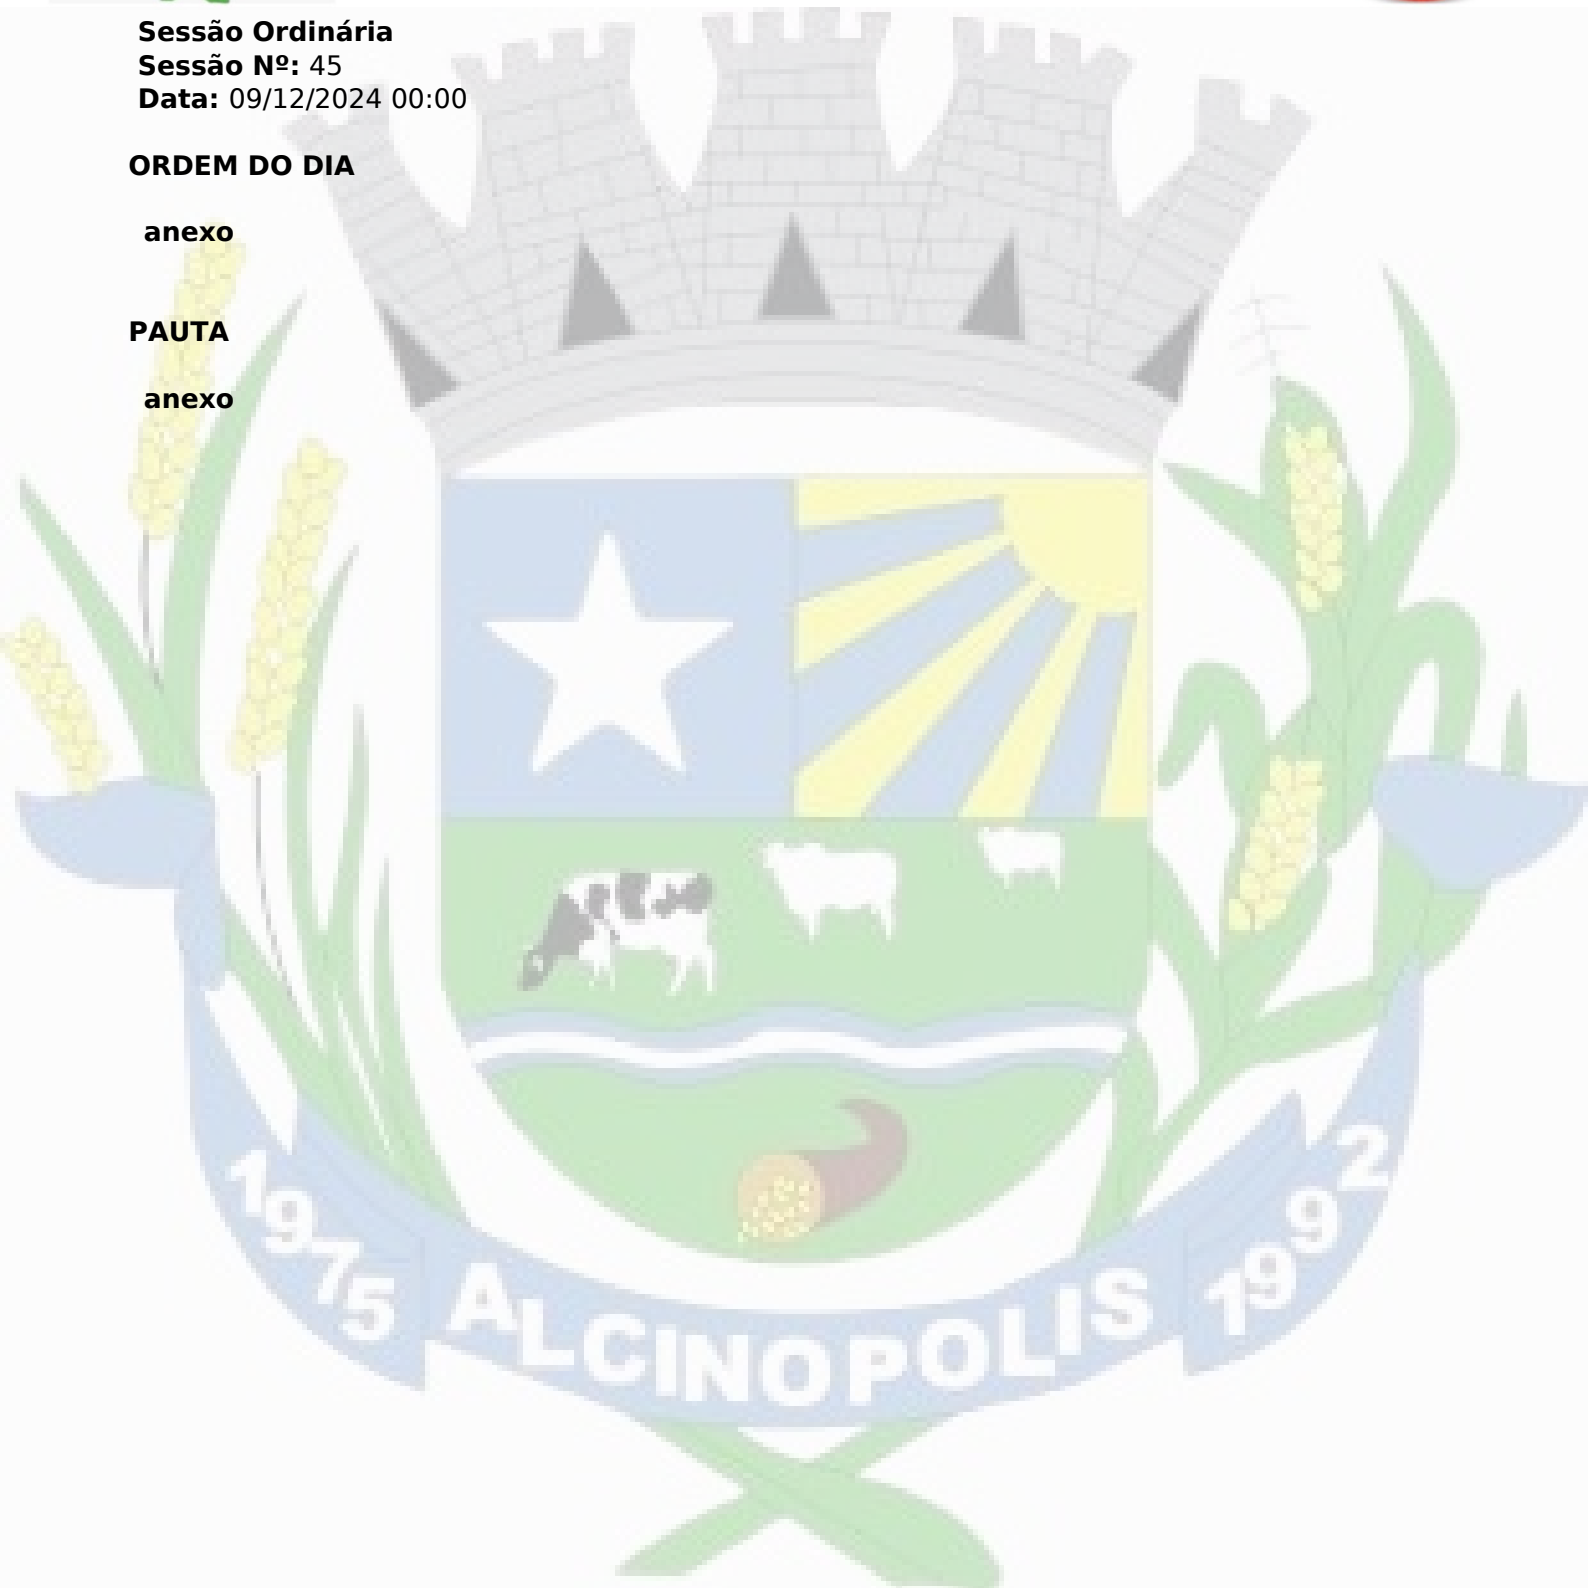 Sessão Ordinária
Sessão Nº: 45
Data: 09/12/2024 00:00
ORDEM DO DIA
anexo
PAUTA
anexo
1975 ALCINOPOLIS 1992